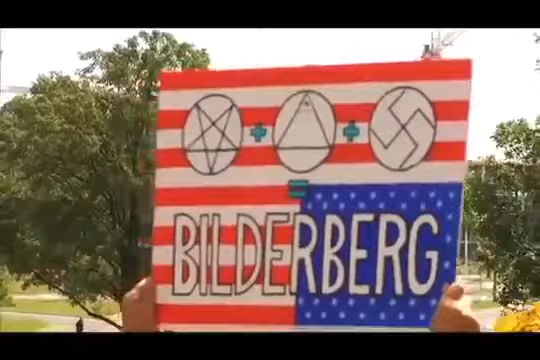 + +
=
BILDERBERG